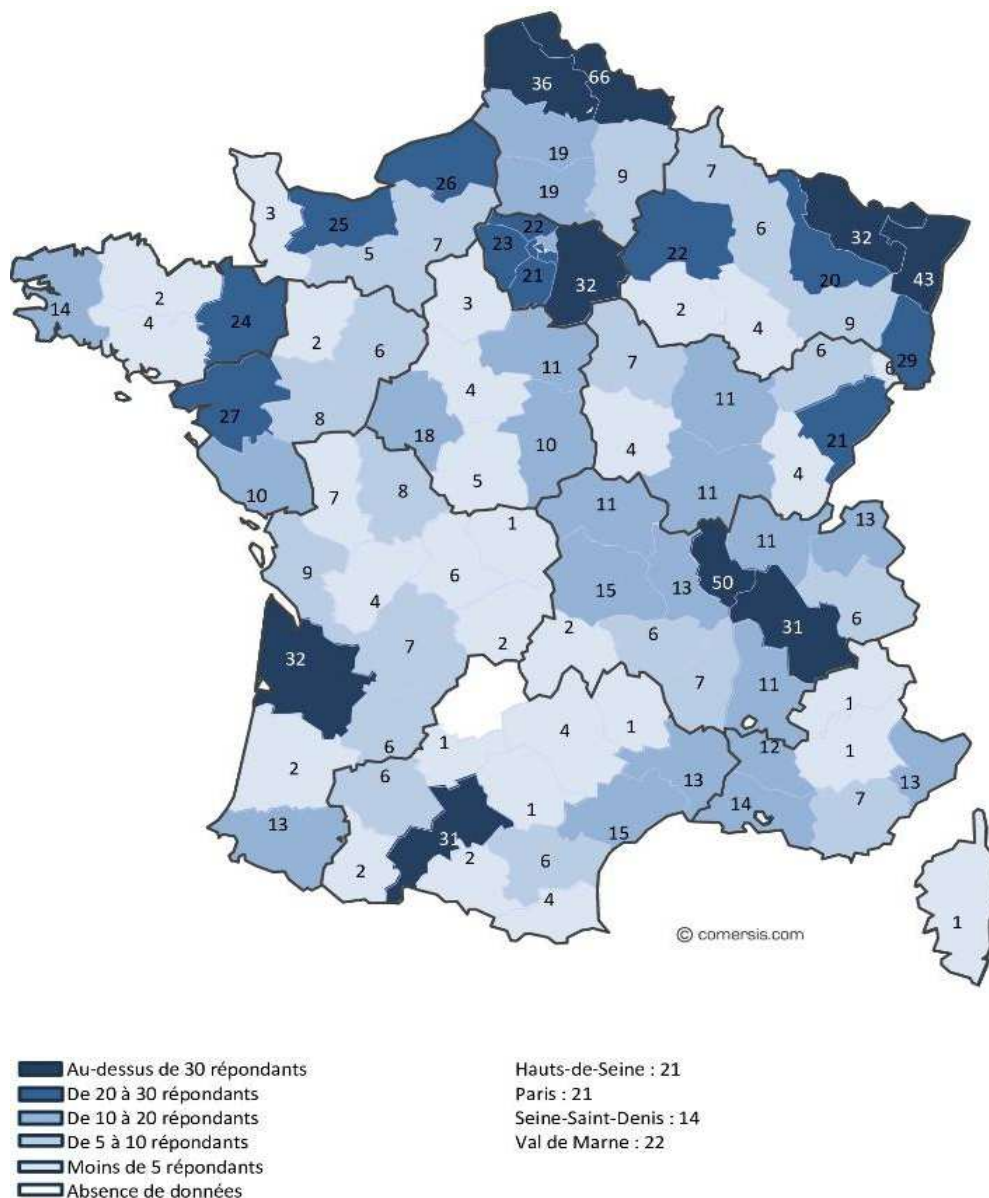 36 66
19
19 9 7
26
3 25 7 5
22 23 21 32
22 6 32 43
20
2 4 9 29
14 2 4 24
2 6 3
11 7 6 6
4 11 21
27 8 18 10 4 4
5
10 7 8 11 11 13
1 11
9 4 6 15 13 50
31 6
32 7 2 2 6
7 11
1
6 1 4 1 1
2 6 12 13
13 14 7
13 31 1 15
2 2 6
4
1
© comersis.com
Au-dessus de 30 répondants
De 20 à 30 répondants
De 10 à 20 répondants
De 5 à 10 répondants
Moins de 5 répondants
Absence de données
Hauts-de-Seine : 21
Paris : 21
Seine-Saint-Denis : 14
Val de Marne : 22